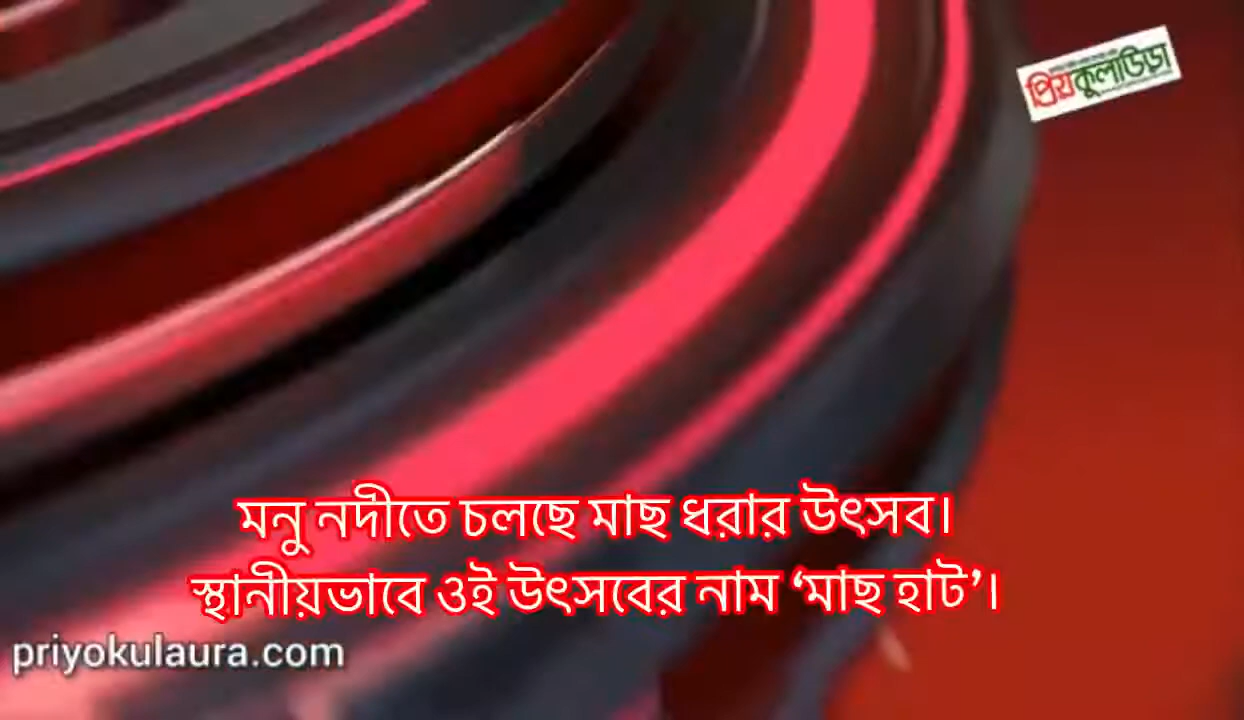 প্রিয়কুলাউড়া
মনু নদীতে চলছে মাছ ধরার উৎসব।
স্থানীয়ভাবে ওই উৎসবের নাম ‘মাছ হাট’।
priyokulaura.com